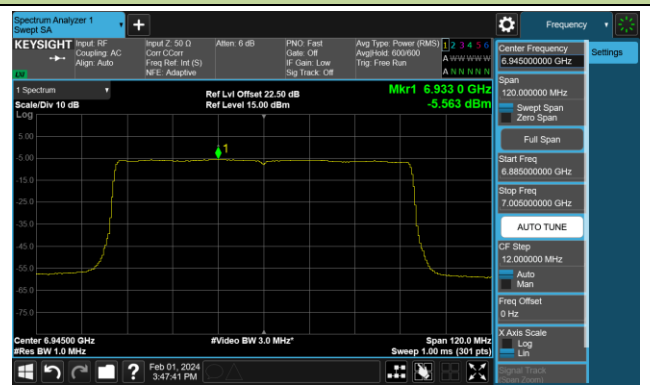 Spectrum Analyzer 1
Swept SA
+
Frequency
KEYSIGHT
Input: RF
Coupling: AC
Align: Auto
Input Z: 50 Ω
Corr CCorr
Freq Ref: Int (S)
NFE: Adaptive
Atten: 6 dB
PNO: Fast
Gate: Off
IF Gain: Low
Sig Track: Off
Avg Type: Power (RMS)
Avg|Hold: 600/600
Trig: Free Run
1 2 3 4 5 6
A W W W W W
A N N N N N
Center Frequency
6.945000000 GHz
Settings
1 Spectrum
Scale/Div 10 dB
Log
Ref Lvl Offset 22.50 dB
Ref Level 15.00 dBm
Mkr1 6.933 0 GHz
-5.563 dBm
Span
120.000000 MHz
Swept Span
Zero Span
Full Span
Start Freq
6.885000000 GHz
Stop Freq
7.005000000 GHz
AUTO TUNE
CF Step
12.000000 MHz
Auto
Man
Freq Offset
0 Hz
X Axis Scale
Log
Lin
Signal Track
(Span Zoom)
5.00
-5.00
-15.0
-25.0
-35.0
-45.0
-55.0
-65.0
-75.0
1
Center 6.94500 GHz
#Res BW 1.0 MHz
#Video BW 3.0 MHz*
Span 120.0 MHz
Sweep 1.00 ms (301 pts)
?
Feb 01, 2024
3:47:41 PM